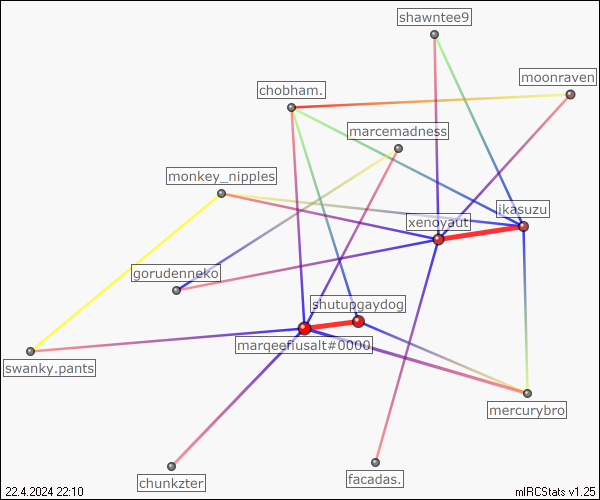 shawntee9
moonraven
chobham.
marcemadness
monkey_nipples
ikasuzu
xenoyaut
gorudenneko
shutupgaydog
marqeefiusalt#0000
swanky.pants
mercurybro
chunkzter
facadas.
22.4.2024 22:10
mIRCStats v1.25